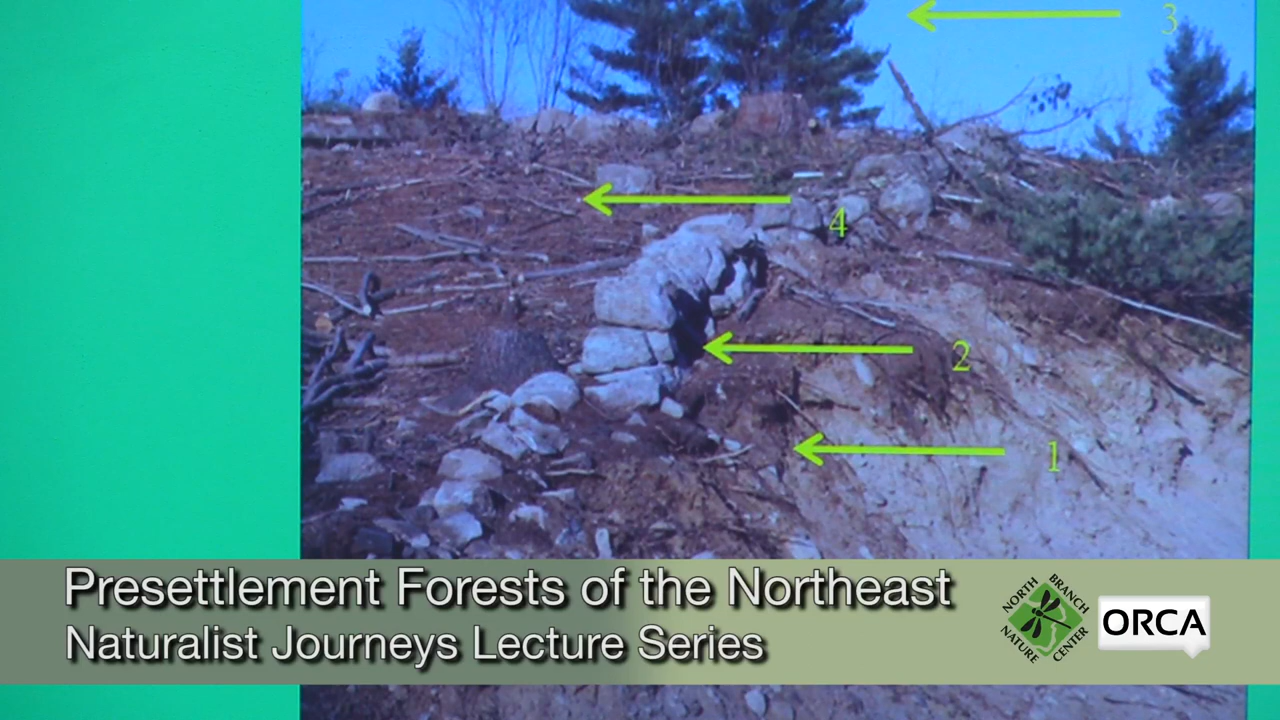 3
4
2
1
Presettlement Forests of the Northeast
Naturalist Journeys Lecture Series
NORTH BRANCH
NATURE CENTER
ORCA